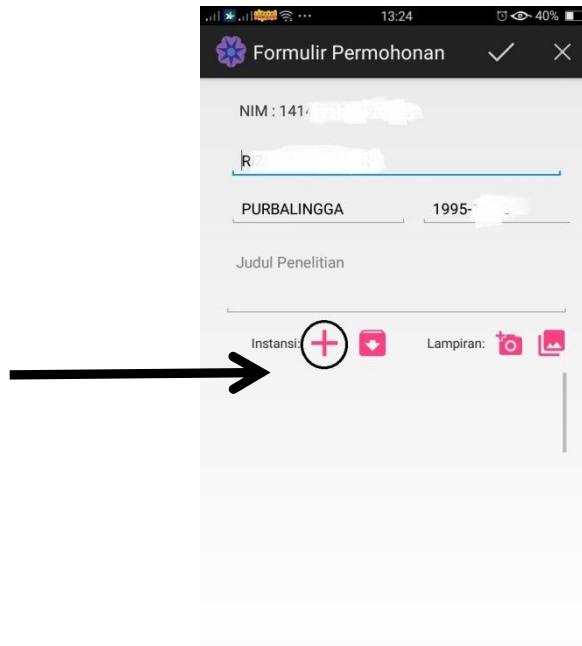 13:24 40%
Formulir Permohonan
NIM : 141
PURBALINGGA 1995-
Judul Penelitian
Instansi: Lampiran: